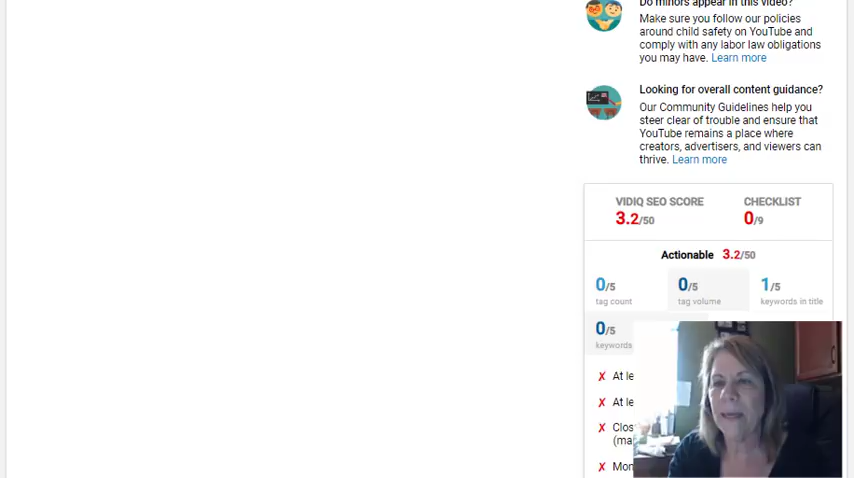 Do minors appear in this video?
Make sure you follow our policies
around child safety on YouTube and
comply with any labor law obligations
you may have. Learn more
Looking for overall content guidance?
Our Community Guidelines help you
steer clear of trouble and ensure that
YouTube remains a place where
creators, advertisers, and viewers can
thrive. Learn more
VIDIQ SEO SCORE CHECKLIST
3.2/50 0/9
Actionable 3.2/50
0/5 0/5 1/5
tag count tag volume keywords in title
0/5
keywords
X At le
X At le
X Clos
(ma
X Mon